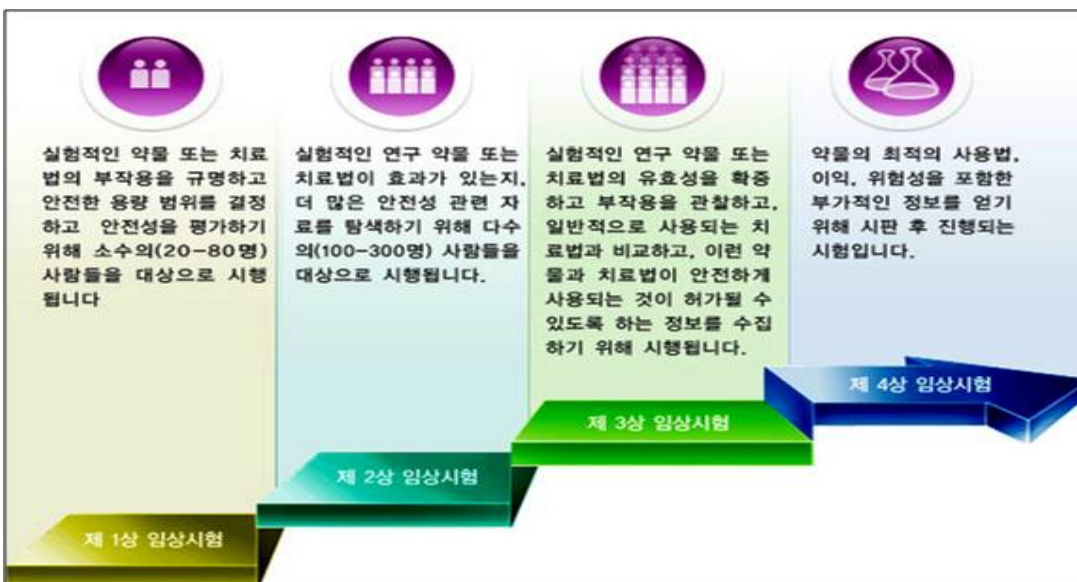 실험적인 약물 또는 치료
법의 부작용을 규명하고
안전한 용량 범위를 결정
하고 안전성을 평가하기
위해 소수의(20-80명)
사람들을 대상으로 시행
됩니다
제 1상 임상시험
실험적인 연구 약물 또는
치료법이 효과가 있는지,
더 많은 안전성 관련 자
료를 탐색하기 위해 다수
의(100-300명) 사람들을
대상으로 시행됩니다.
제 2상 임상시험
실험적인 연구 약물 또는
치료법의 유효성을 확증
하고 부작용을 관찰하고,
일반적으로 사용되는 치
료법과 비교하고, 이런 약
물과 치료법이 안전하게
사용되는 것이 허가될 수
있도록 하는 정보를 수집
하기 위해 시행됩니다.
제 3상 임상시험
약물의 최적의 사용법,
이익, 위험성을 포함한
부가적인 정보를 얻기
위해 시판 후 진행되는
시험입니다.
제 4상 임상시험